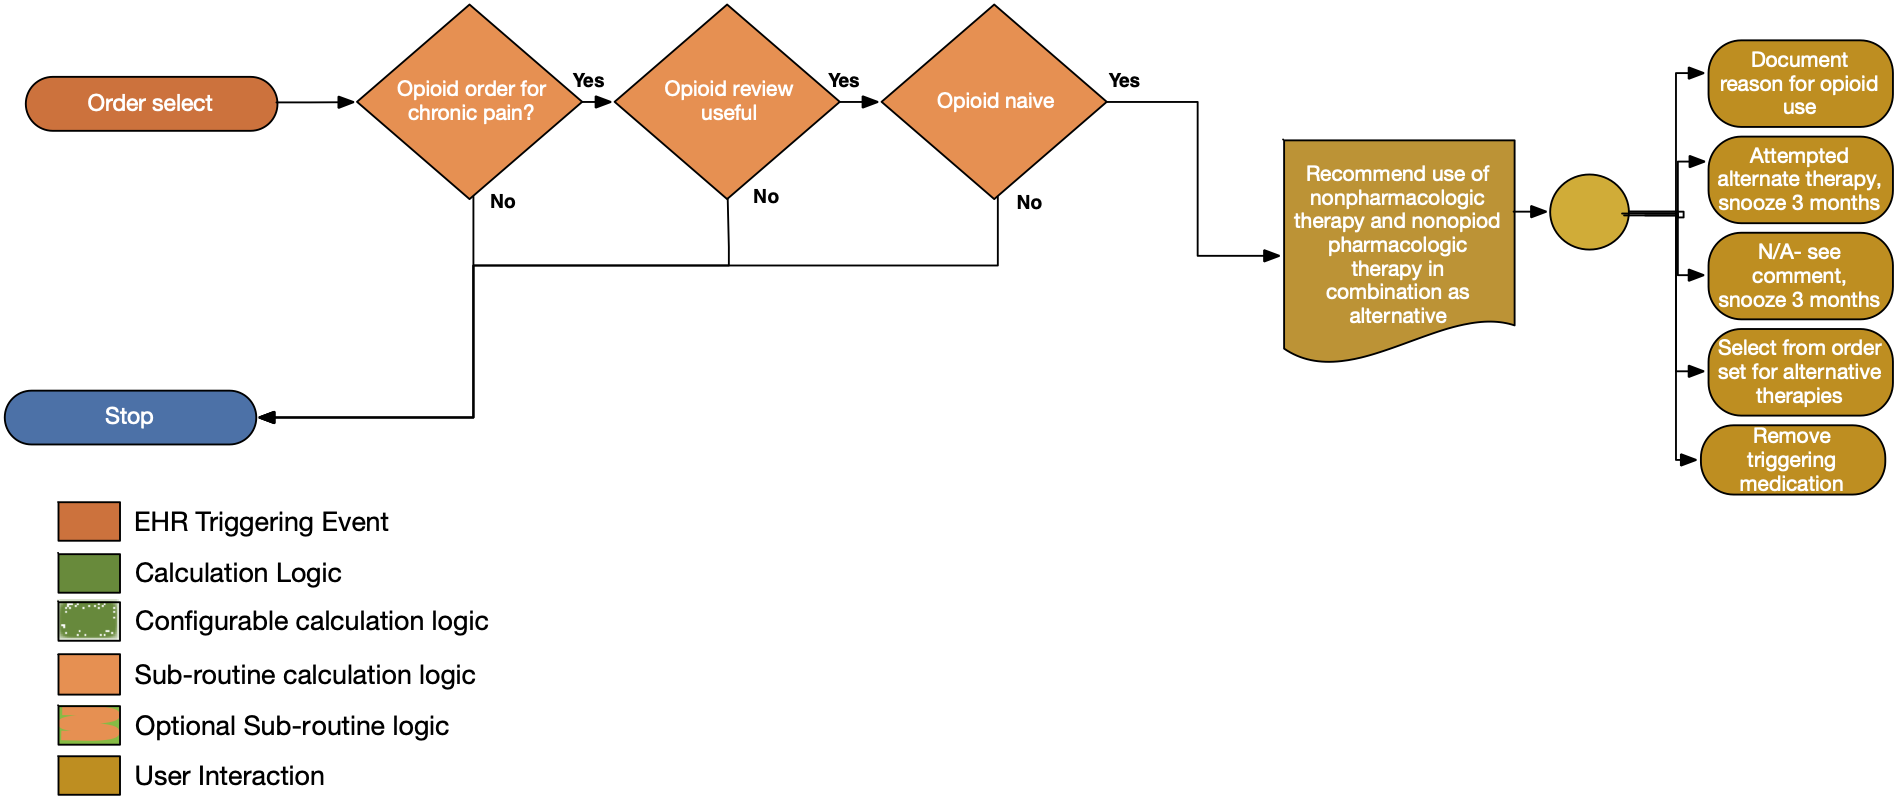 Order select
Opioid order for
chronic pain?
Yes
No
Opioid review
useful
Yes
No
Opioid naive
Yes
No
Recommend use of
nonpharmacologic
therapy and nonopiod
pharmacologic
therapy in
combination as
alternative
Document
reason for opioid
use
Attempted
alternate therapy,
snooze 3 months
N/A- see
comment,
snooze 3 months
Select from order
set for alternative
therapies
Remove
triggering
medication
Stop
EHR Triggering Event
Calculation Logic
Configurable calculation logic
Sub-routine calculation logic
Optional Sub-routine logic
User Interaction